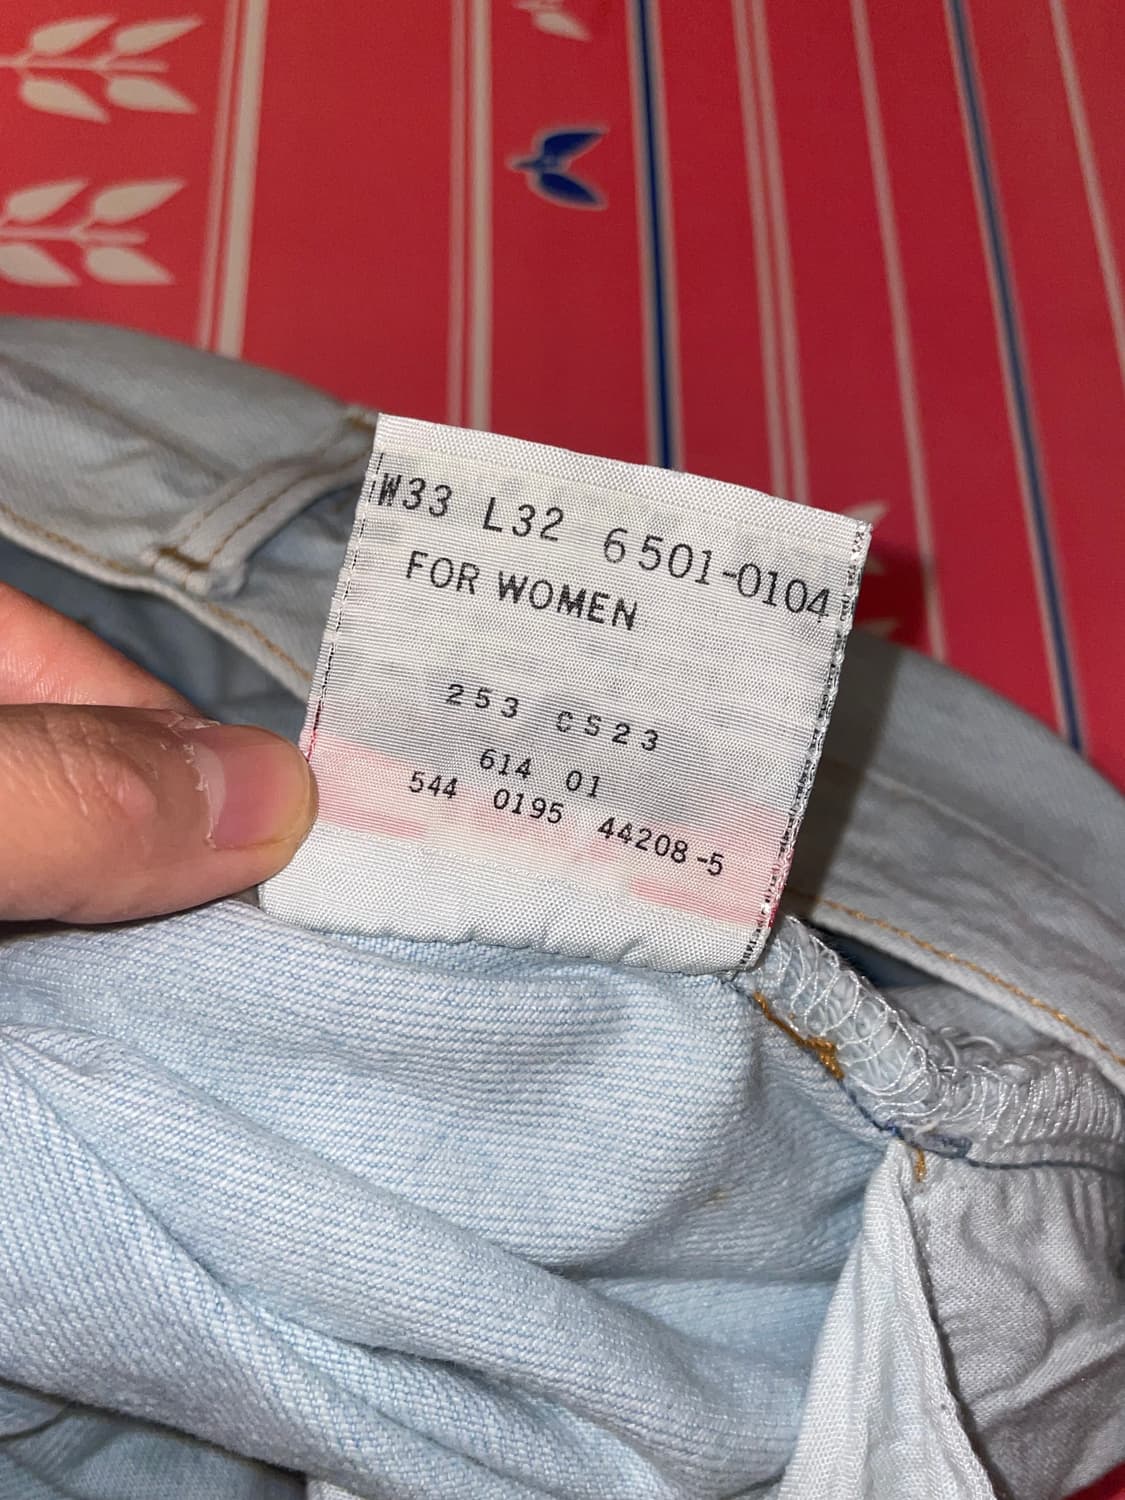 W33 L32 6501-0104
FOR WOMEN
253 CS23
614 01
544 0195 44208-5